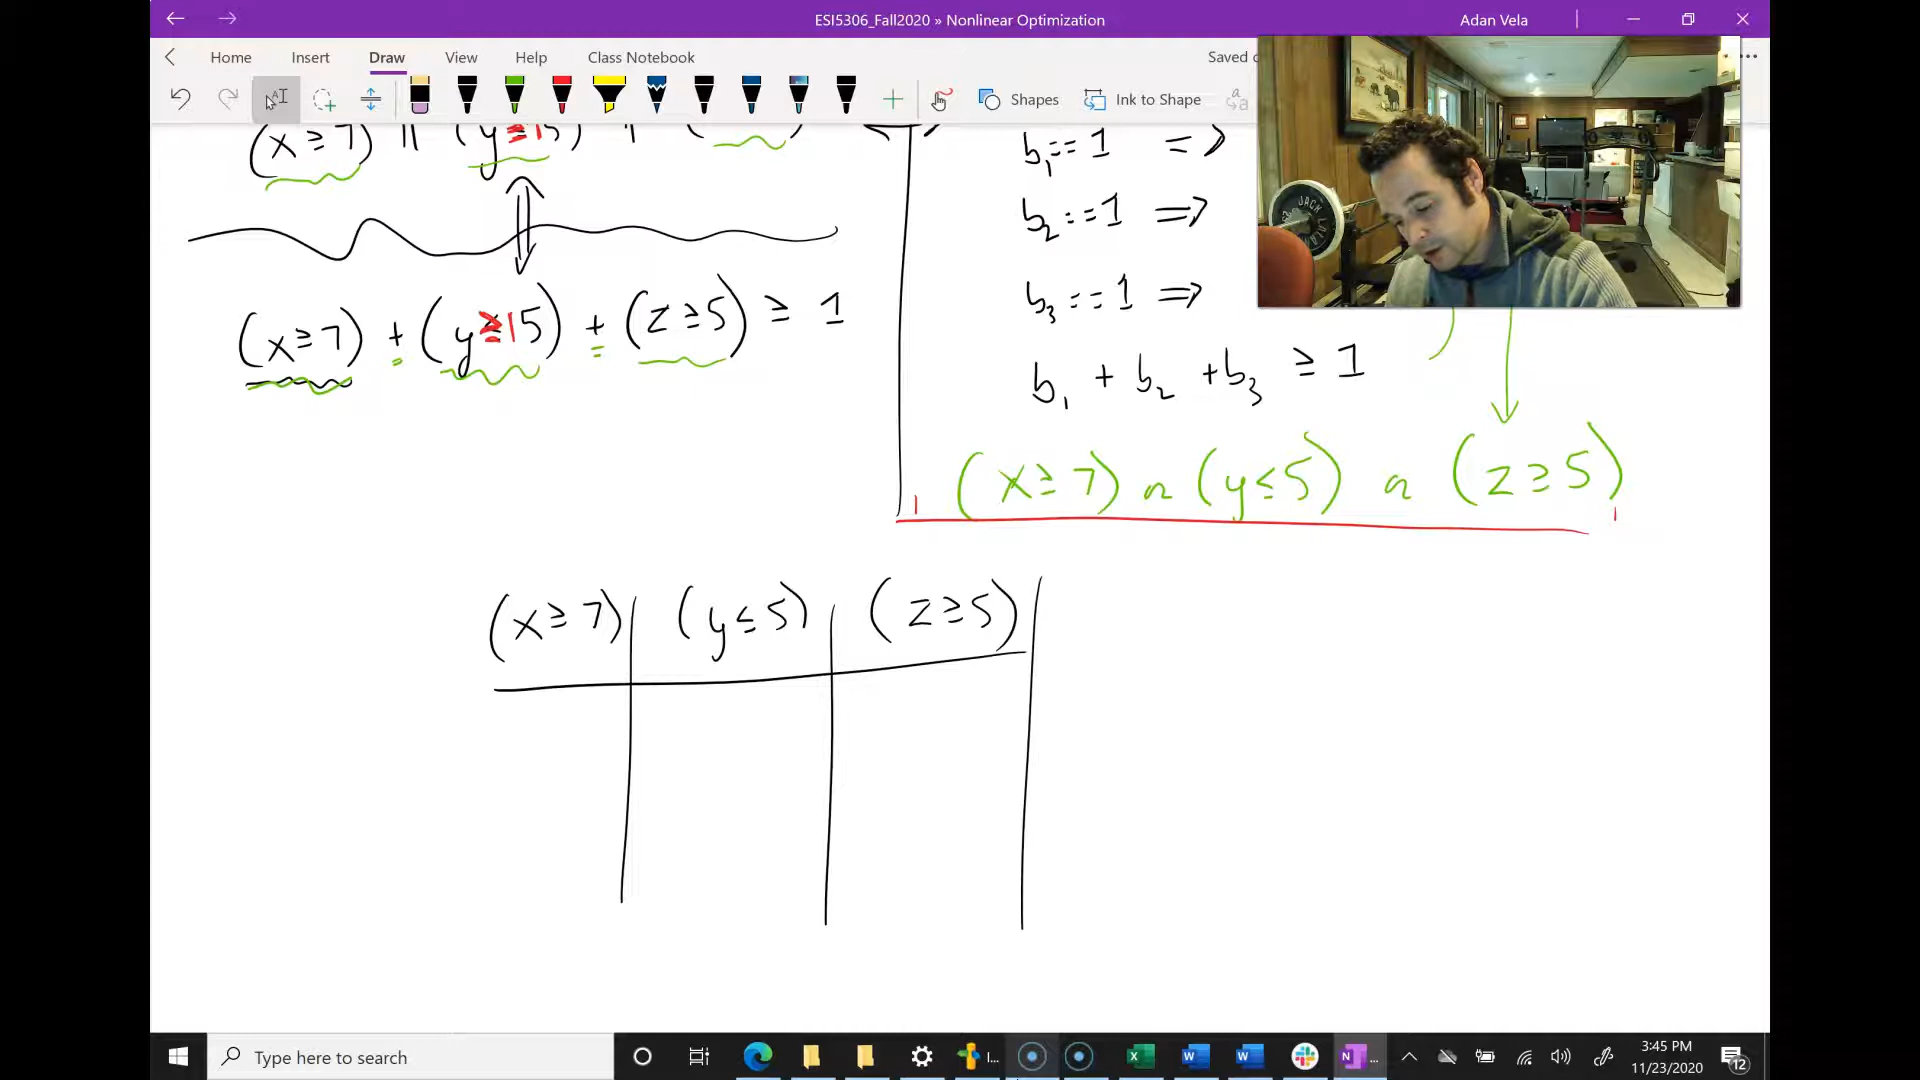 ESI5306_Fall2020 » Nonlinear Optimization
Adan Vela
Home Insert Draw View Help Class Notebook
Saved
Shapes
Ink to Shape
(x ≥ 7) || (y ≥ 15)
b₁ == 1 =>
b₂ == 1 =>
(x ≥ 7) + (y ≥ 15) + (z ≥ 5) ≥ 1
b₃ == 1 =>
b₁ + b₂ + b₃ ≥ 1
(x ≥ 7) (y ≤ 5) (z ≥ 5)
(x ≥ 7) (y ≤ 5) (z ≥ 5)
Type here to search
3:45 PM
11/23/2020
12